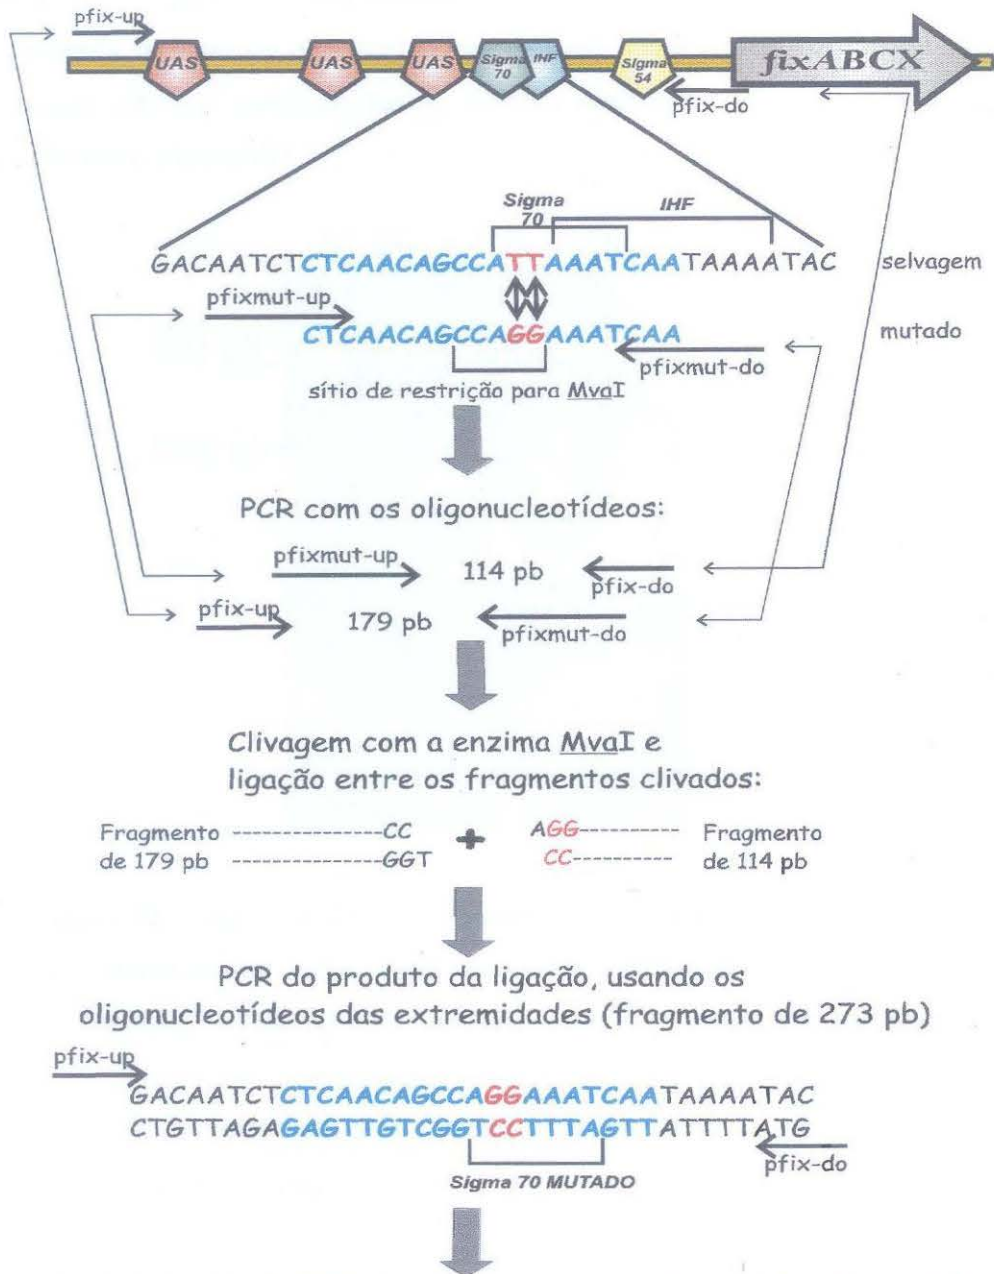 pfix-up
UAS
UAS
UAS
Sigma
70
IHF
Sigma
54
fixABCX
pfix-do
Sigma
70
IHF
GACAATCTCTCAACAGCCATTAAATCAATAAAATAC
selvagem
pfixmut-up
CTCAACAGCCAGGAAATCAA
mutado
pfixmut-do
sítio de restrição para MvaI
PCR com os oligonucleotídeos:
pfixmut-up
114 pb
pfix-do
pfix-up
179 pb
pfixmut-do
Clivagem com a enzima MvaI e
ligação entre os fragmentos clivados:
Fragmento ---------------CC + AGG---------- Fragmento
de 179 pb ---------------GGT CC---------- de 114 pb
PCR do produto da ligação, usando os
oligonucleotídeos das extremidades (fragmento de 273 pb)
pfix-up
GACAATCTCTCAACAGCCAGGAAATCAATAAAATAC
CTGTTAGAGAGTTGTCGGTCCTTTAGTTATTTTATG
pfix-do
Sigma 70 MUTADO